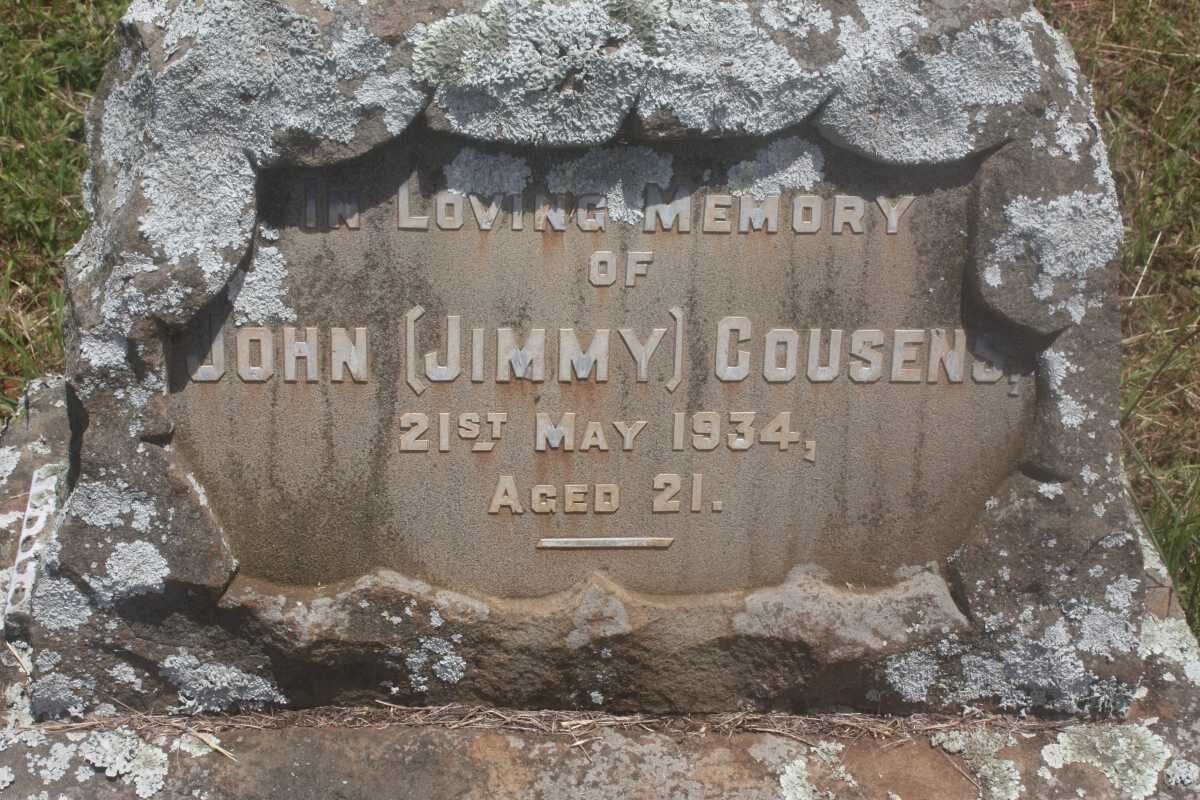 IN LOVING MEMORY
OF
JOHN (JIMMY) COUSENS,
21ST MAY 1934,
AGED 21.